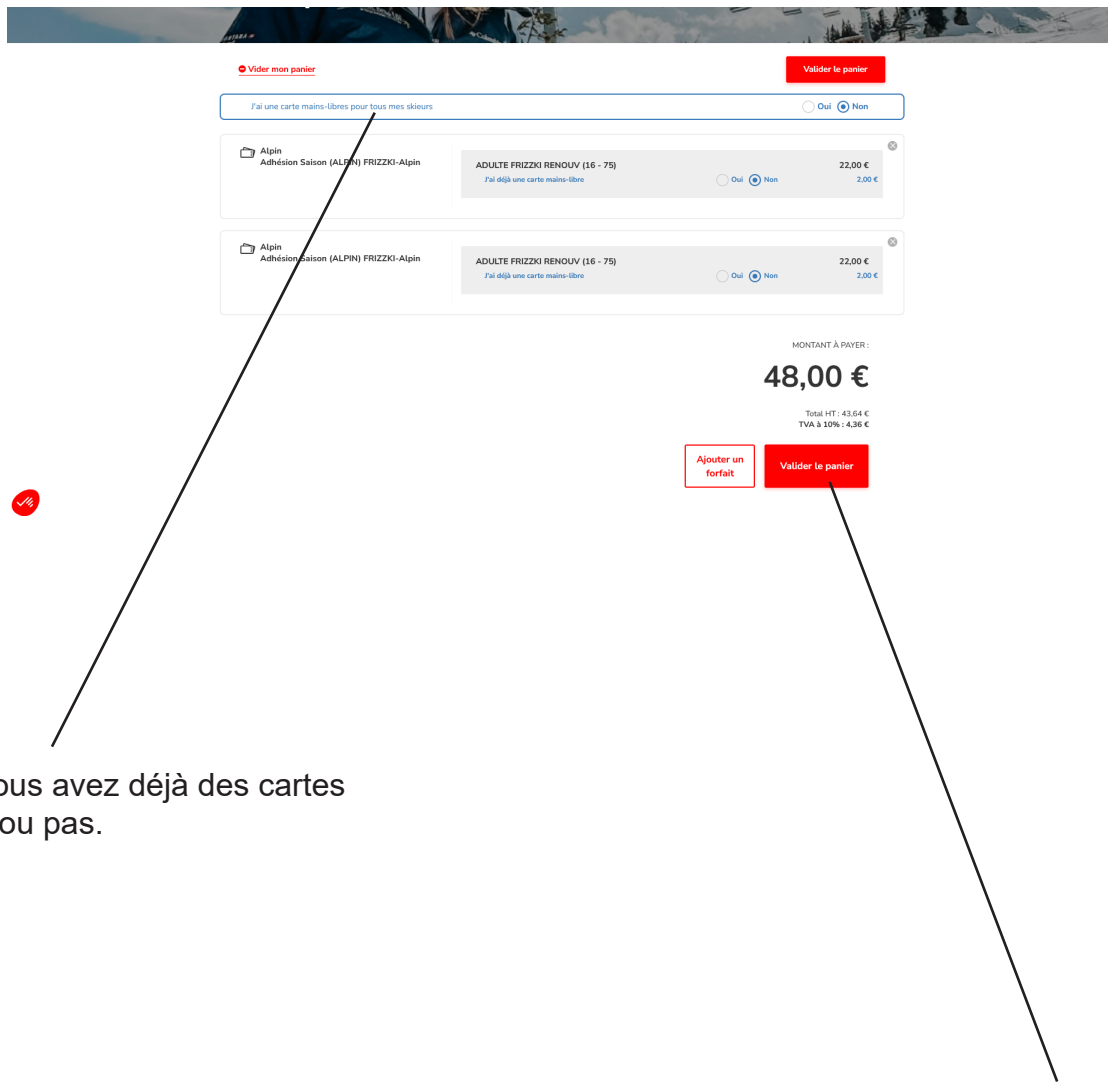 Vider mon panier
Valider le panier
J'ai une carte mains-libres pour tous mes skieurs
Oui Non
Alpin
Adhésion Saison (ALPIN) FRIZZKI-Alpin
ADULTE FRIZZKI RENOUV (16 - 75) 22,00 €
J'ai déjà une carte mains-libre Oui Non 2,00 €
Alpin
Adhésion Saison (ALPIN) FRIZZKI-Alpin
ADULTE FRIZZKI RENOUV (16 - 75) 22,00 €
J'ai déjà une carte mains-libre Oui Non 2,00 €
MONTANT À PAYER :
48,00 €
Total HT : 43,64 €
TVA à 10% : 4,36 €
Ajouter un
forfait
Valider le panier
ous avez déjà des cartes
ou pas.